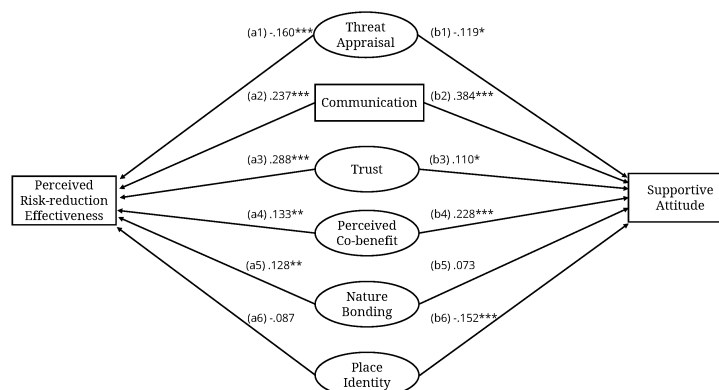 (a1) -.160***
Threat
Appraisal
(b1) -.119*
(a2) .237***
Communication
(b2) .384***
(a3) .288***
Trust
(b3) .110*
Perceived
Risk-reduction
Effectiveness
Supportive
Attitude
(a4) .133**
Perceived
Co-benefit
(b4) .228***
(a5) .128**
Nature
Bonding
(b5) .073
(a6) -.087
(b6) -.152***
Place
Identity